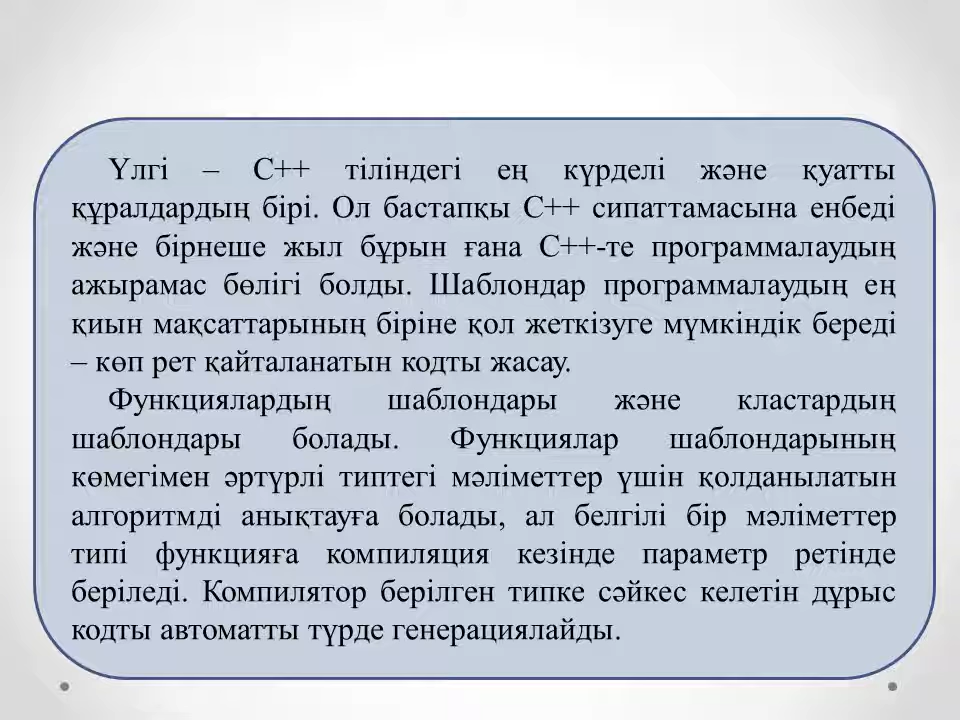 Үлгі – C++ тіліндегі ең күрделі және қуатты
құралдардың бірі. Ол бастапқы C++ сипаттамасына енбеді
және бірнеше жыл бұрын ғана C++-те программалаудың
ажырамас бөлігі болды. Шаблондар программалаудың ең
қиын мақсаттарының біріне қол жеткізуге мүмкіндік береді
– көп рет қайталанатын кодты жасау.
Функциялардың шаблондары және кластардың
шаблондары болады. Функциялар шаблондарының
көмегімен әртүрлі типтегі мәліметтер үшін қолданылатын
алгоритмді анықтауға болады, ал белгілі бір мәліметтер
типі функцияға компиляция кезінде параметр ретінде
беріледі. Компилятор берілген типке сәйкес келетін дұрыс
кодты автоматты түрде генерациялайды.